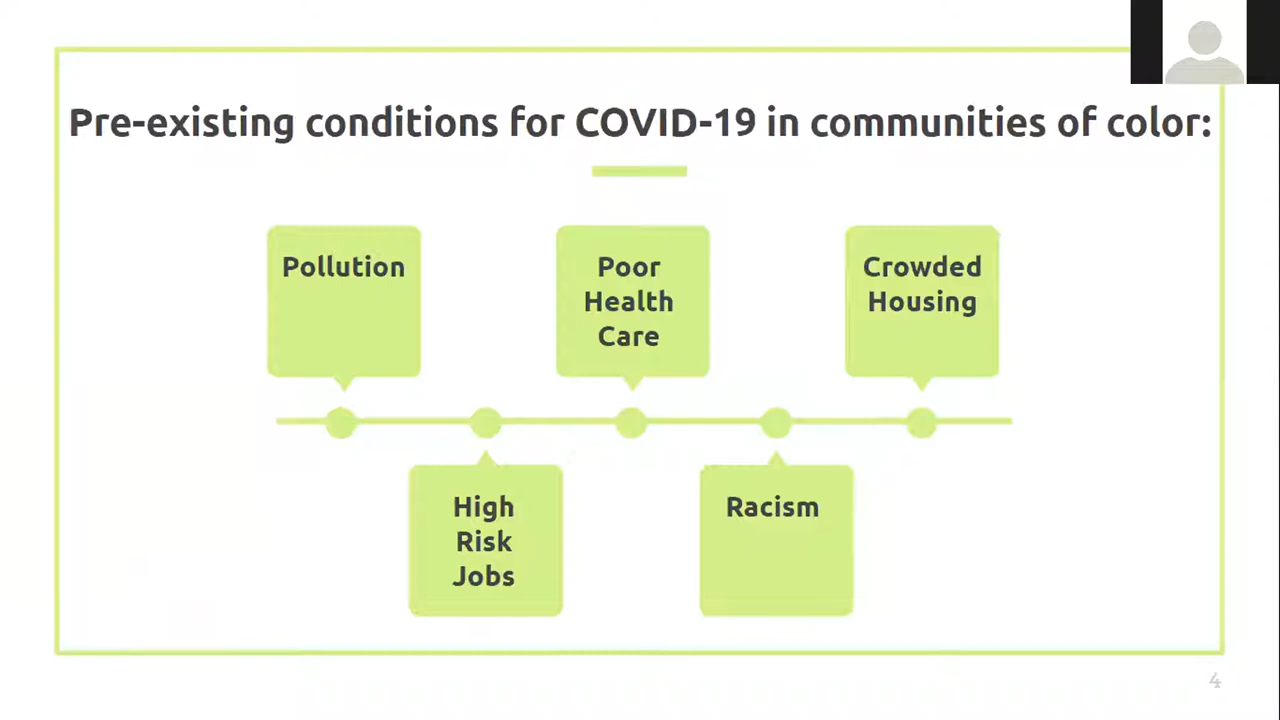 Pre-existing conditions for COVID-19 in communities of color:
Pollution
Poor
Health
Care
Crowded
Housing
High
Risk
Jobs
Racism
4